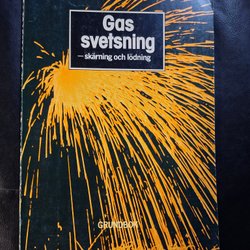 Gas
svetsning
– skärning och lödning
GRUNDBOK